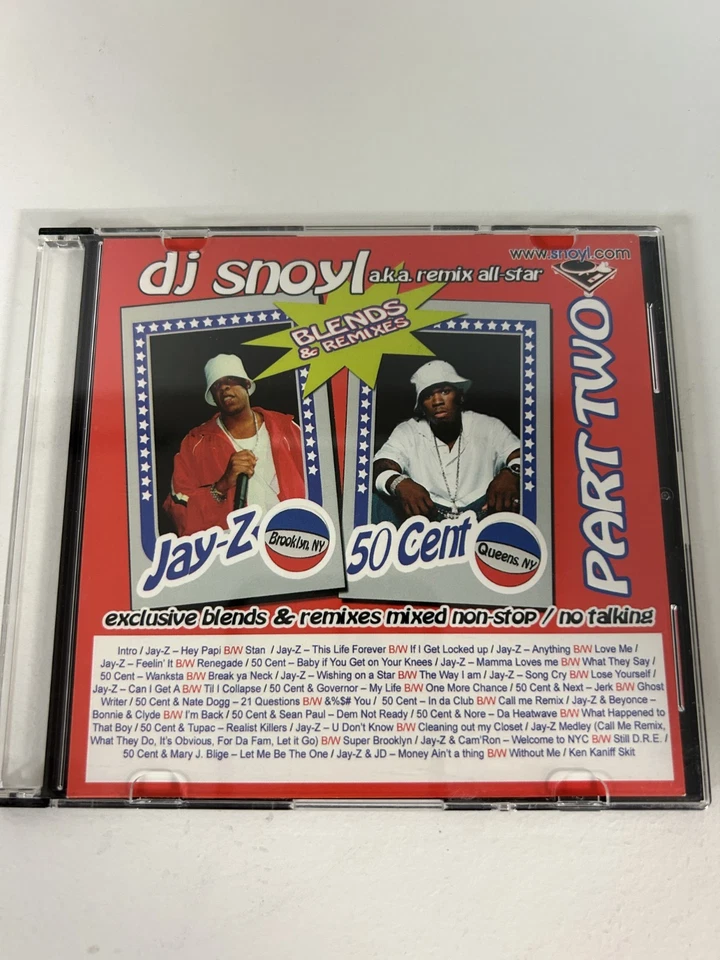 dj snoyl a.k.a. remix all-star
www.snoyl.com
BLENDS
& REMIXES
PART TWO
Jay-Z
Brooklyn, NY
50 Cent
Queens, NY
exclusive blends & remixes mixed non-stop / no talking
Intro / Jay-Z – Hey Papi B/W Stan / Jay-Z – This Life Forever B/W If I Get Locked up / Jay-Z – Anything B/W Love Me /
Jay-Z – Feelin' It B/W Renegade / 50 Cent – Baby if You Get on Your Knees / Jay-Z – Mamma Loves me B/W What They Say /
50 Cent – Wanksta B/W Break ya Neck / Jay-Z – Wishing on a Star B/W The Way I am / Jay-Z – Song Cry B/W Lose Yourself /
Jay-Z – Can I Get A B/W Til I Collapse / 50 Cent & Governor – My Life B/W One More Chance / 50 Cent & Next – Jerk B/W Ghost
Writer / 50 Cent & Nate Dogg – 21 Questions B/W &%$# You / 50 Cent – In da Club B/W Call me Remix / Jay-Z & Beyonce –
Bonnie & Clyde B/W I'm Back / 50 Cent & Sean Paul – Dem Not Ready / 50 Cent & Nore – Da Heatwave B/W What Happened to
That Boy / 50 Cent & Tupac – Realist Killers / Jay-Z – U Don't Know B/W Cleaning out my Closet / Jay-Z Medley (Call Me Remix,
What They Do, It's Obvious, For Da Fam, Let it Go) B/W Super Brooklyn / Jay-Z & Cam'Ron – Welcome to NYC B/W Still D.R.E. /
50 Cent & Mary J. Blige – Let Me Be The One / Jay-Z & JD – Money Ain't a thing B/W Without Me / Ken Kaniff Skit